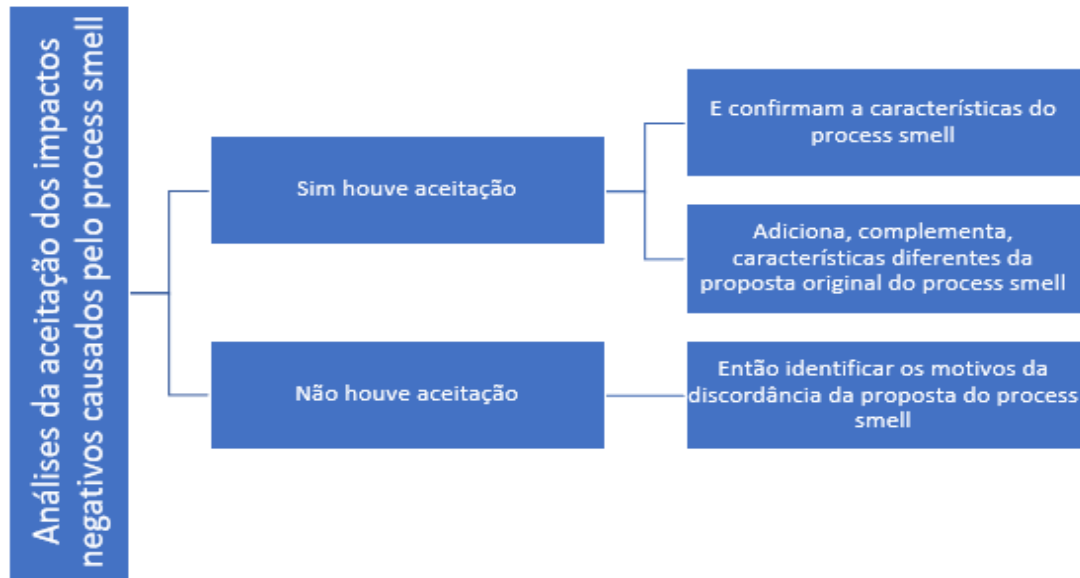 Análises da aceitação dos impactos
negativos causados pelo process smell
Sim houve aceitação
E confirmam a características do
process smell
Adiciona, complementa,
características diferentes da
proposta original do process smell
Não houve aceitação
Então identificar os motivos da
discordância da proposta do process
smell